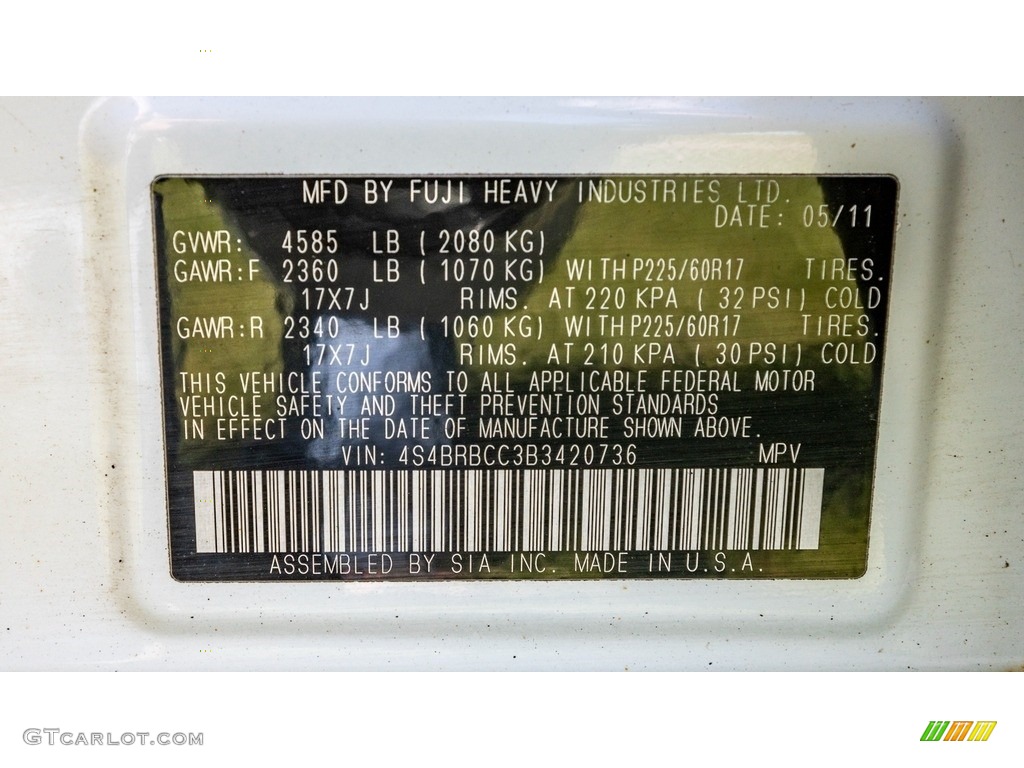 MFD BY FUJI HEAVY INDUSTRIES LTD.
DATE: 05/11
GVWR: 4585 LB ( 2080 KG)
GAWR:F 2360 LB ( 1070 KG) WITH P225/60R17 TIRES.
17X7J RIMS. AT 220 KPA ( 32 PSI) COLD
GAWR:R 2340 LB ( 1060 KG) WITH P225/60R17 TIRES.
17X7J RIMS. AT 210 KPA ( 30 PSI) COLD
THIS VEHICLE CONFORMS TO ALL APPLICABLE FEDERAL MOTOR
VEHICLE SAFETY AND THEFT PREVENTION STANDARDS
IN EFFECT ON THE DATE OF MANUFACTURE SHOWN ABOVE.
VIN: 4S4BRBCC3B3420736 MPV
ASSEMBLED BY SIA INC. MADE IN U.S.A.
GTCARLOT.COM